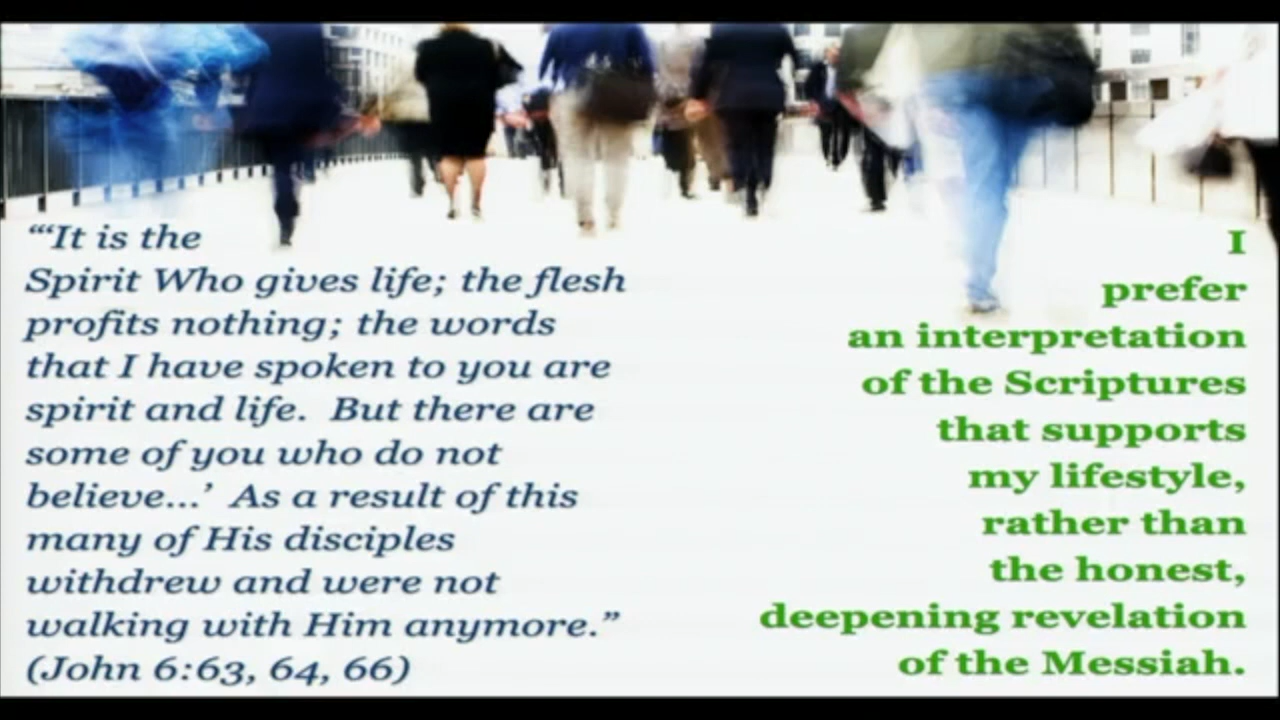 “‘It is the
Spirit Who gives life; the flesh
profits nothing; the words
that I have spoken to you are
spirit and life.  But there are
some of you who do not
believe...’  As a result of this
many of His disciples
withdrew and were not
walking with Him anymore.”
(John 6:63, 64, 66)
I
prefer
an interpretation
of the Scriptures
that supports
my lifestyle,
rather than
the honest,
deepening revelation
of the Messiah.